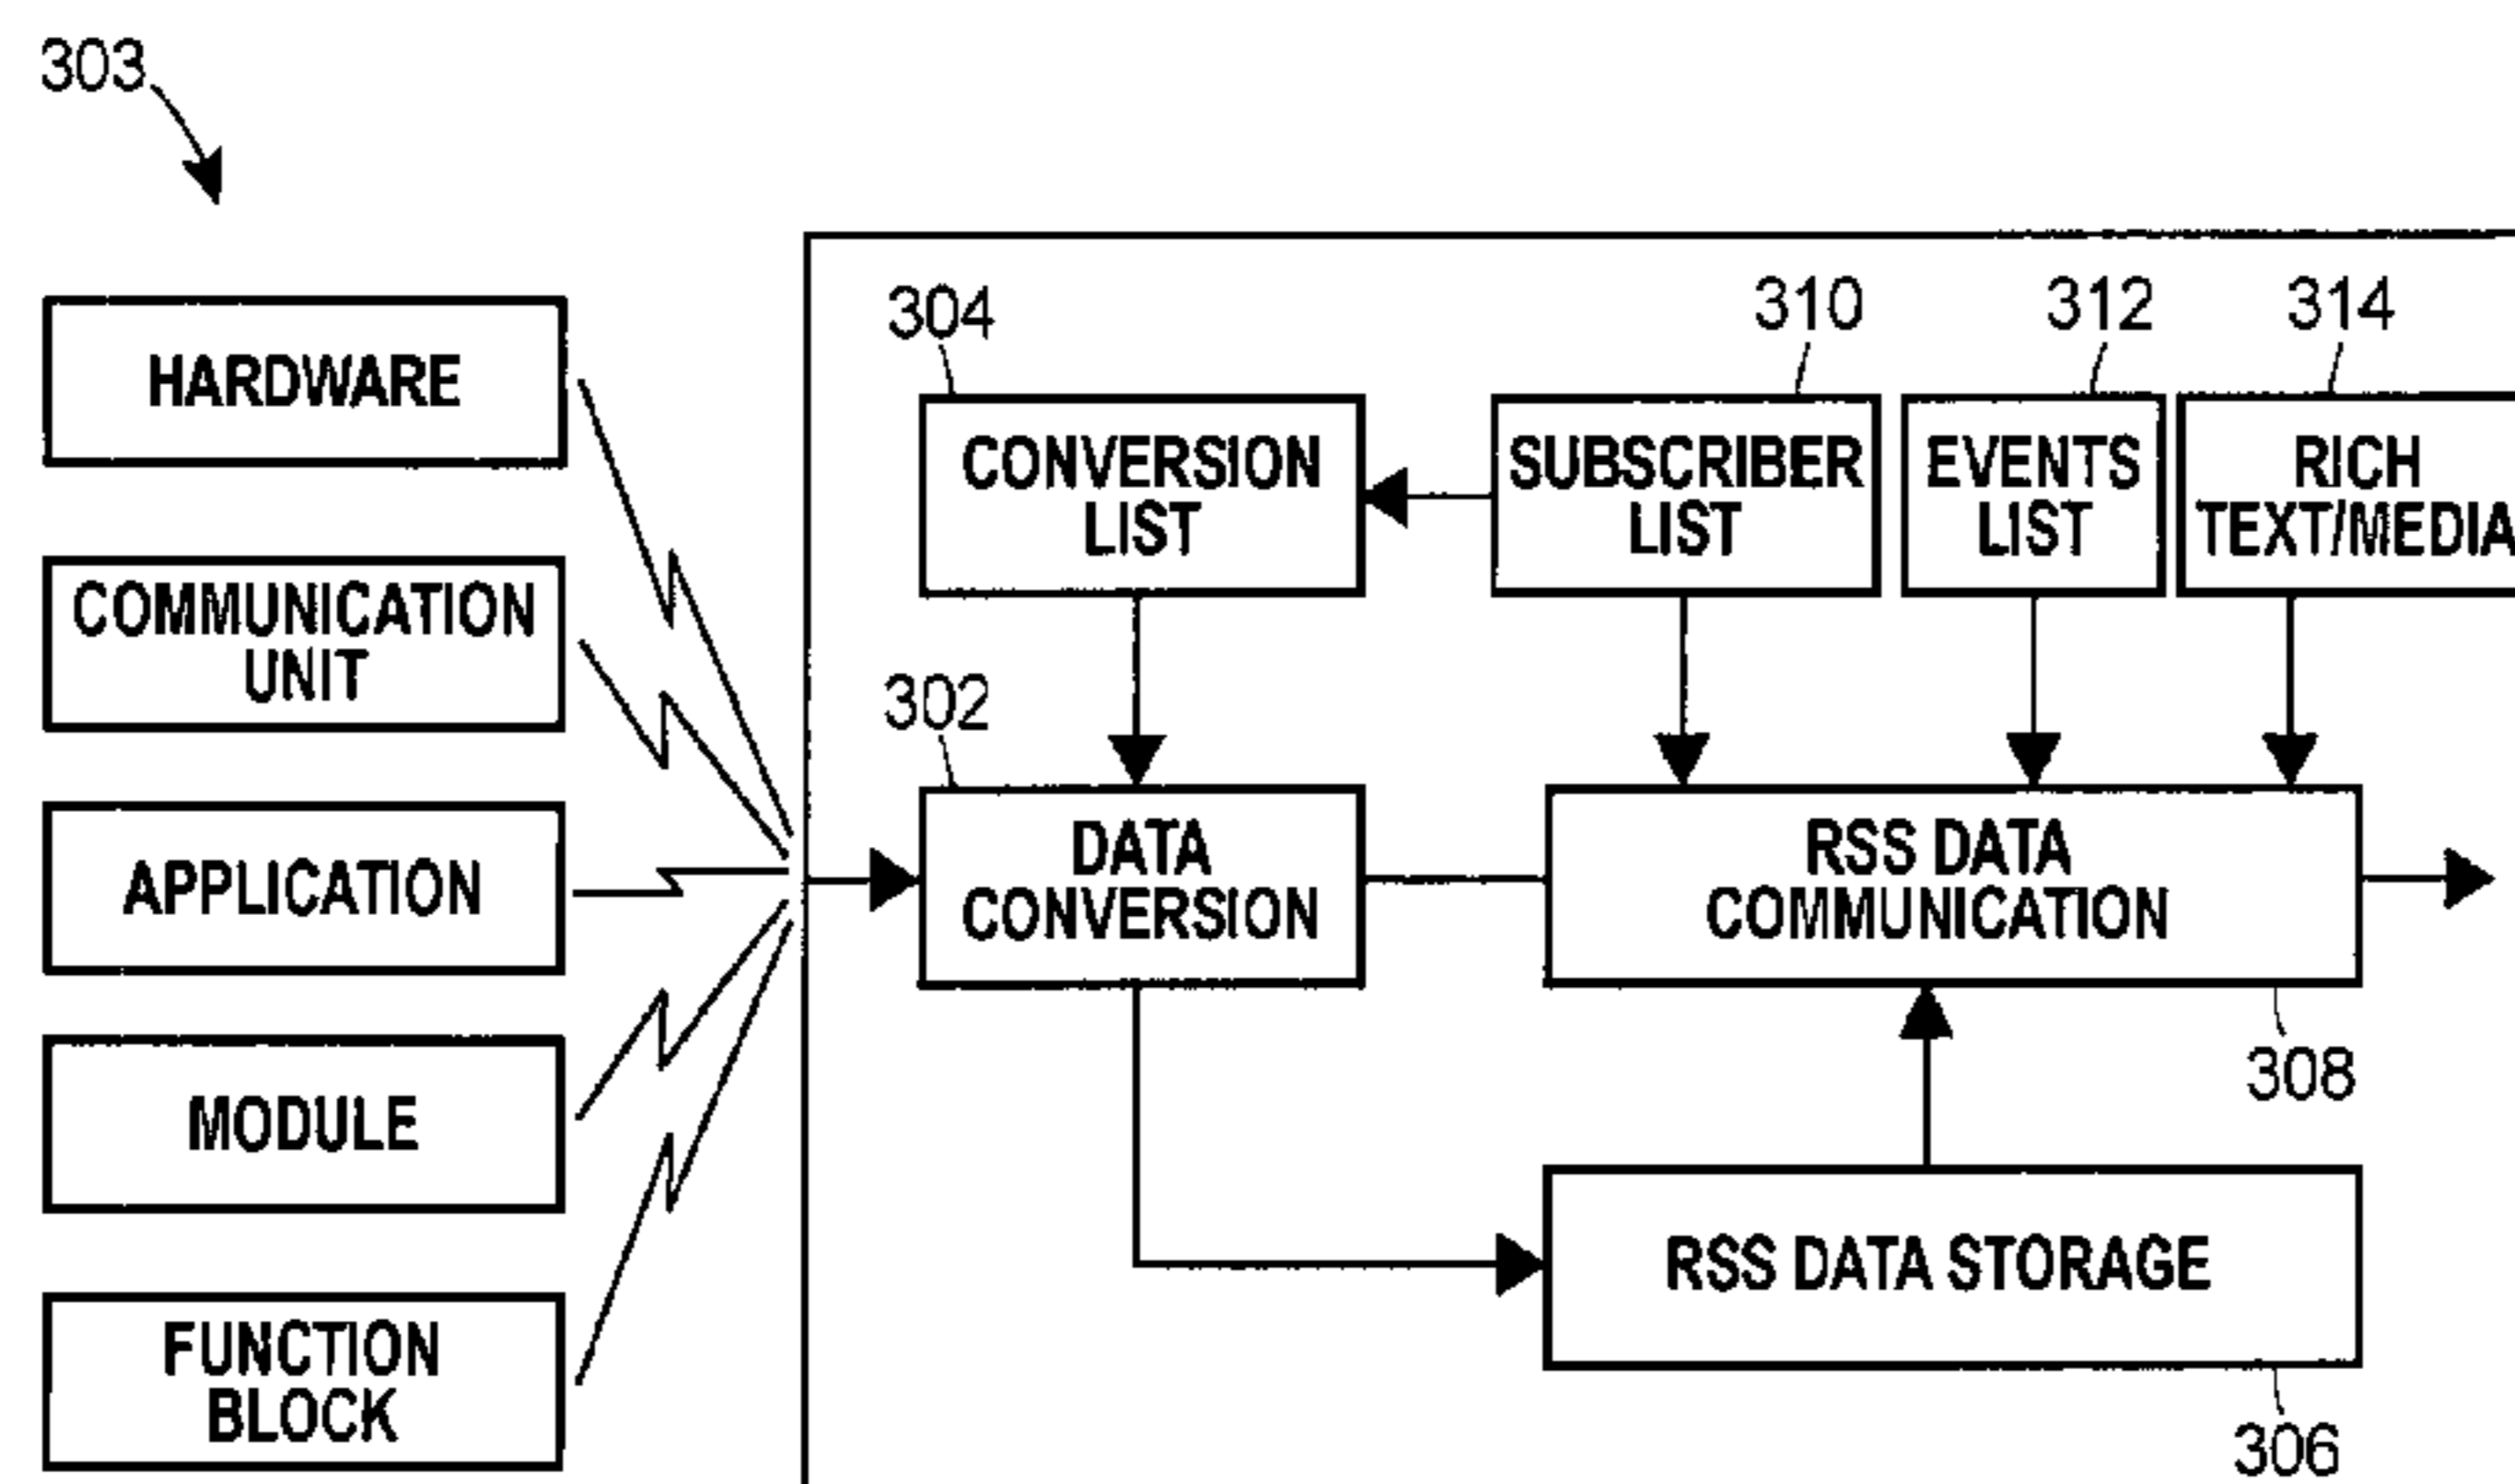 303
HARDWARE
COMMUNICATION
UNIT
APPLICATION
MODULE
FUNCTION
BLOCK
304
310
312
314
CONVERSION
LIST
SUBSCRIBER
LIST
EVENTS
LIST
RICH
TEXT/MEDIA
302
DATA
CONVERSION
RSS DATA
COMMUNICATION
308
RSS DATA STORAGE
306